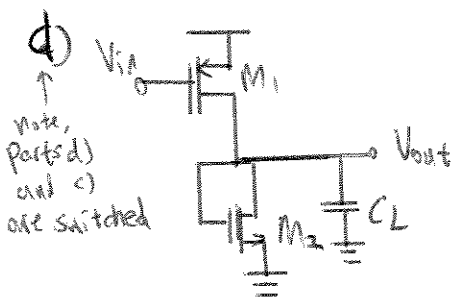 d)
Vin
M1
note,
parts d)
and c)
are switched
Vout
M2
CL